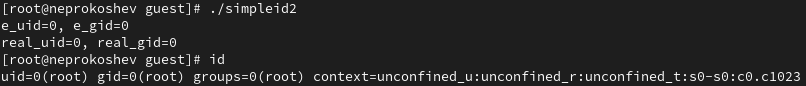 [root@neprokoshev guest]# ./simpleid2
e_uid=0, e_gid=0
real_uid=0, real_gid=0
[root@neprokoshev guest]# id
uid=0(root) gid=0(root) groups=0(root) context=unconfined_u:unconfined_r:unconfined_t:s0-s0:c0.c1023